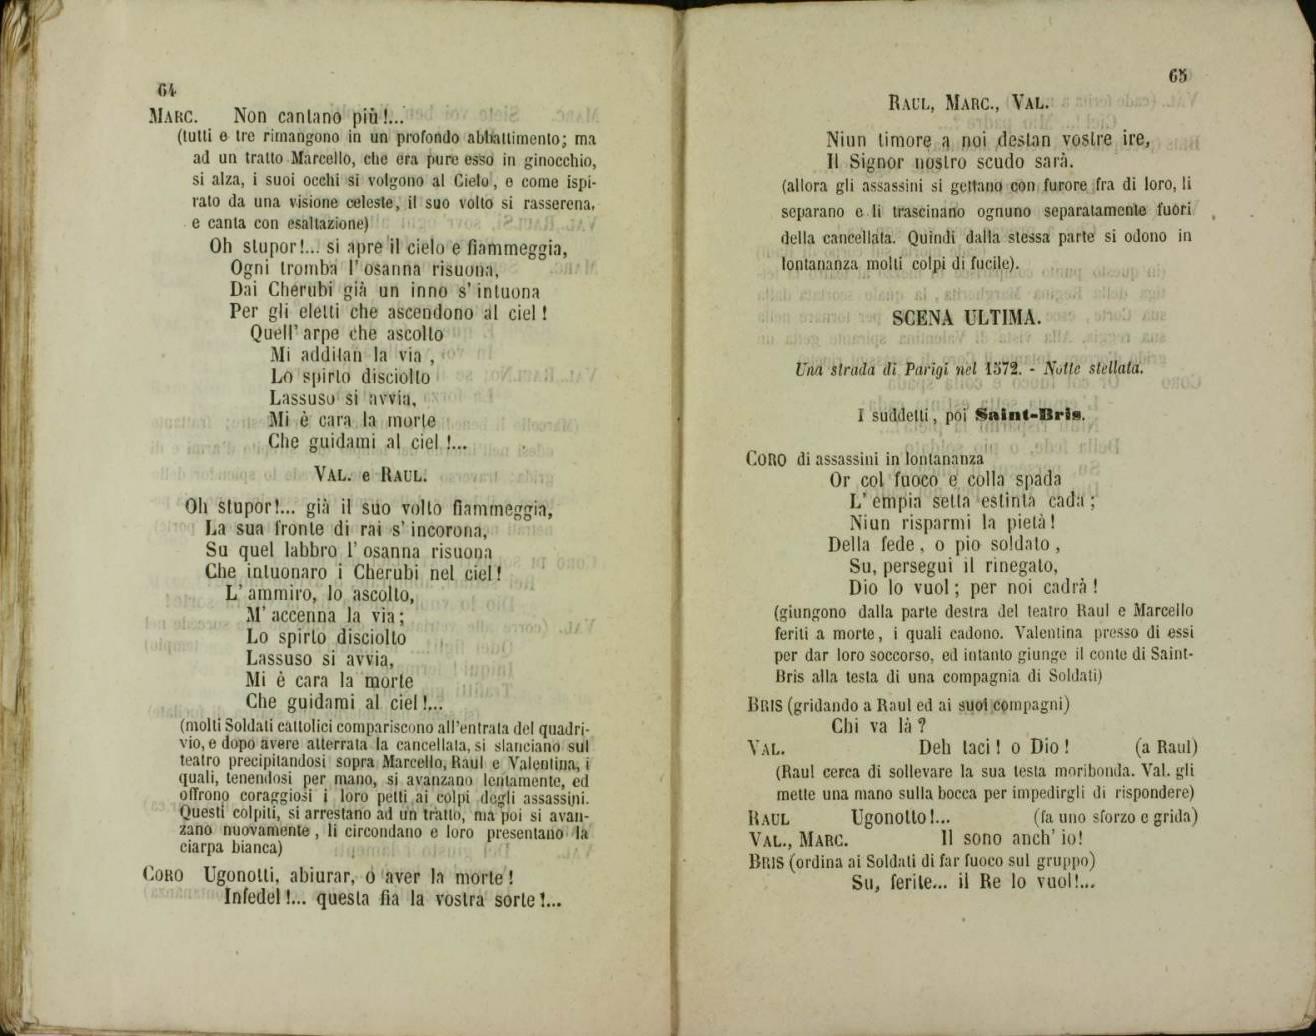 64
MARC. Non cantano più!...
(tutti e tre rimangono in un profondo abbattimento; ma
ad un tratto Marcello, che era pure esso in ginocchio,
si alza, i suoi occhi si volgono al Cielo, e come ispi-
rato da una visione celeste, il suo volto si rasserena,
e canta con esaltazione)
Oh stupor!... si apre il cielo e fiammeggia,
Ogni tromba l'osanna risuona,
Dai Cherubi già un inno s'intuona
Per gli eletti che ascendono al ciel!
Quell'arpe che ascolto
Mi additan la via,
Lo spirto disciolto
Lassuso si avvia,
Mi è cara la morte
Che guidami al ciel!...
VAL. e RAUL.
Oh stupor!... già il suo volto fiammeggia,
La sua fronte di rai s'incorona,
Su quel labbro l'osanna risuona
Che intuonaro i Cherubi nel ciel!
L'ammiro, lo ascolto,
M'accenna la via;
Lo spirto disciolto
Lassuso si avvia,
Mi è cara la morte
Che guidami al ciel!...
(molti Soldati cattolici compariscono all'entrata del quadri-
vio, e dopo avere atterrata la cancellata, si slanciano sul
teatro precipitandosi sopra Marcello, Raul e Valentina, i
quali, tenendosi per mano, si avanzano lentamente, ed
offrono coraggiosi i loro petti ai colpi degli assassini.
Questi colpiti, si arrestano ad un tratto, ma poi si avan-
zano nuovamente, li circondano e loro presentano la
ciarpa bianca)
CORO Ugonotti, abiurar, o aver la morte!
Infedel!... questa fia la vostra sorte!...
65
RAUL, MARC., VAL.
Niun timore a noi destan vostre ire,
Il Signor nostro scudo sarà.
(allora gli assassini si gettano con furore fra di loro, li
separano e li trascinano ognuno separatamente fuori
della cancellata. Quindi dalla stessa parte si odono in
lontananza molti colpi di fucile).
SCENA ULTIMA.
Una strada di Parigi nel 1572. - Notte stellata.
I suddetti, poi Saint-Bris.
CORO di assassini in lontananza
Or col fuoco e colla spada
L'empia setta estinta cada;
Niun risparmi la pietà!
Della fede, o pio soldato,
Su, persegui il rinegato,
Dio lo vuol; per noi cadrà!
(giungono dalla parte destra del teatro Raul e Marcello
feriti a morte, i quali cadono. Valentina presso di essi
per dar loro soccorso, ed intanto giunge il conte di Saint-
Bris alla testa di una compagnia di Soldati)
BRIS (gridando a Raul ed ai suoi compagni)
Chi va là?
VAL. Deh taci! o Dio! (a Raul)
(Raul cerca di sollevare la sua testa moribonda. Val. gli
mette una mano sulla bocca per impedirgli di rispondere)
RAUL Ugonotto!... (fa uno sforzo e grida)
VAL., MARC. Il sono anch'io!
BRIS (ordina ai Soldati di far fuoco sul gruppo)
Su, ferite... il Re lo vuol!...